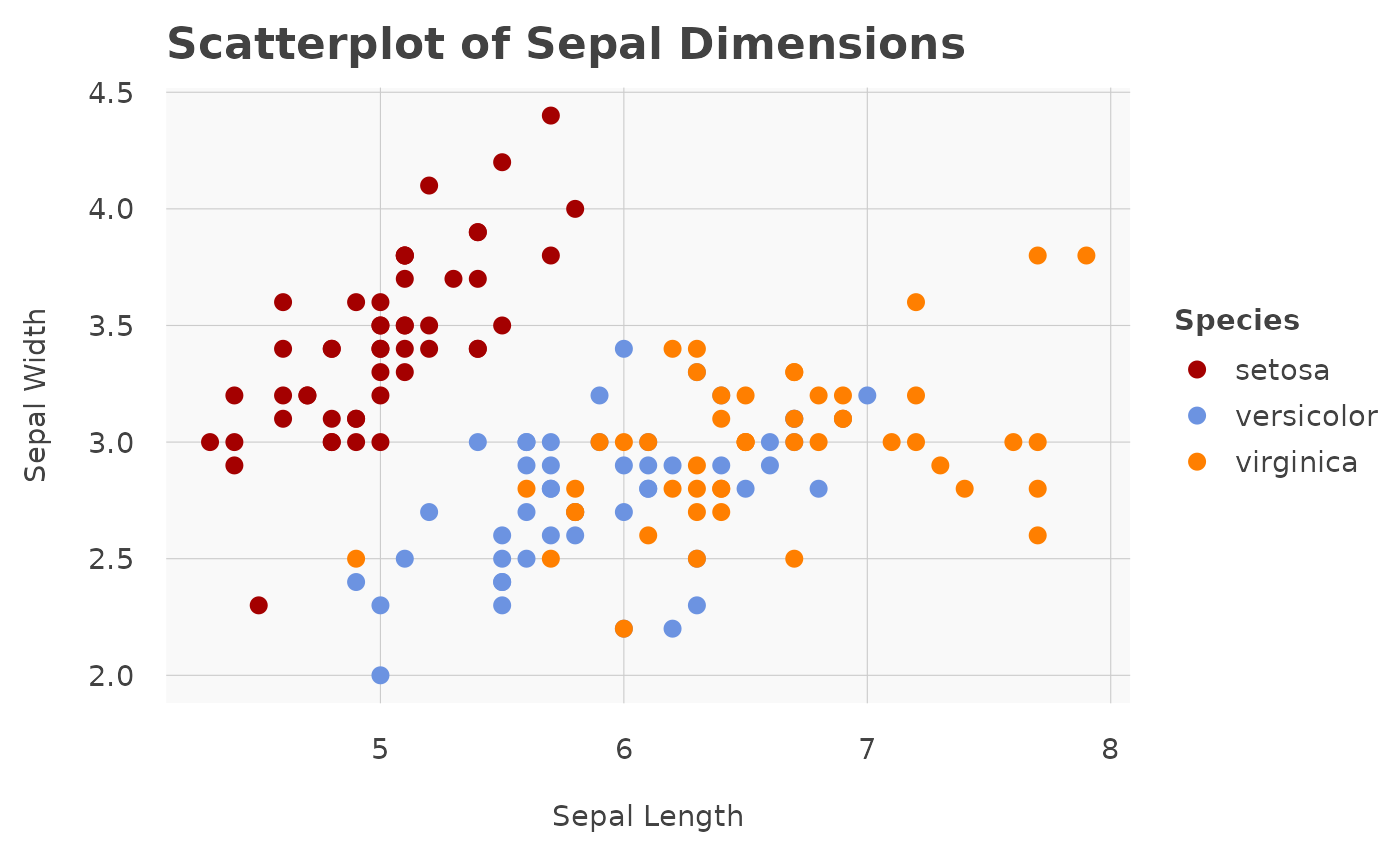 Scatterplot of Sepal Dimensions
4.5
4.0
3.5
3.0
2.5
2.0
Sepal Width
5 6 7 8
Sepal Length
Species
setosa
versicolor
virginica